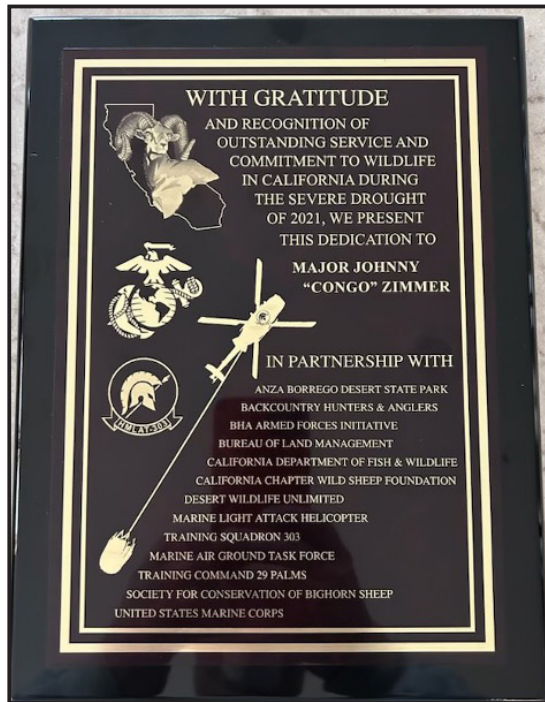 WITH GRATITUDE
AND RECOGNITION OF
OUTSTANDING SERVICE AND
COMMITMENT TO WILDLIFE
IN CALIFORNIA DURING
THE SEVERE DROUGHT
OF 2021, WE PRESENT
THIS DEDICATION TO
MAJOR JOHNNY
"CONGO" ZIMMER
IN PARTNERSHIP WITH
HMLAT-303
ANZA BORREGO DESERT STATE PARK
BACKCOUNTRY HUNTERS & ANGLERS
BHA ARMED FORCES INITIATIVE
BUREAU OF LAND MANAGEMENT
CALIFORNIA DEPARTMENT OF FISH & WILDLIFE
CALIFORNIA CHAPTER WILD SHEEP FOUNDATION
DESERT WILDLIFE UNLIMITED
MARINE LIGHT ATTACK HELICOPTER
TRAINING SQUADRON 303
MARINE AIR GROUND TASK FORCE
TRAINING COMMAND 29 PALMS
SOCIETY FOR CONSERVATION OF BIGHORN SHEEP
UNITED STATES MARINE CORPS